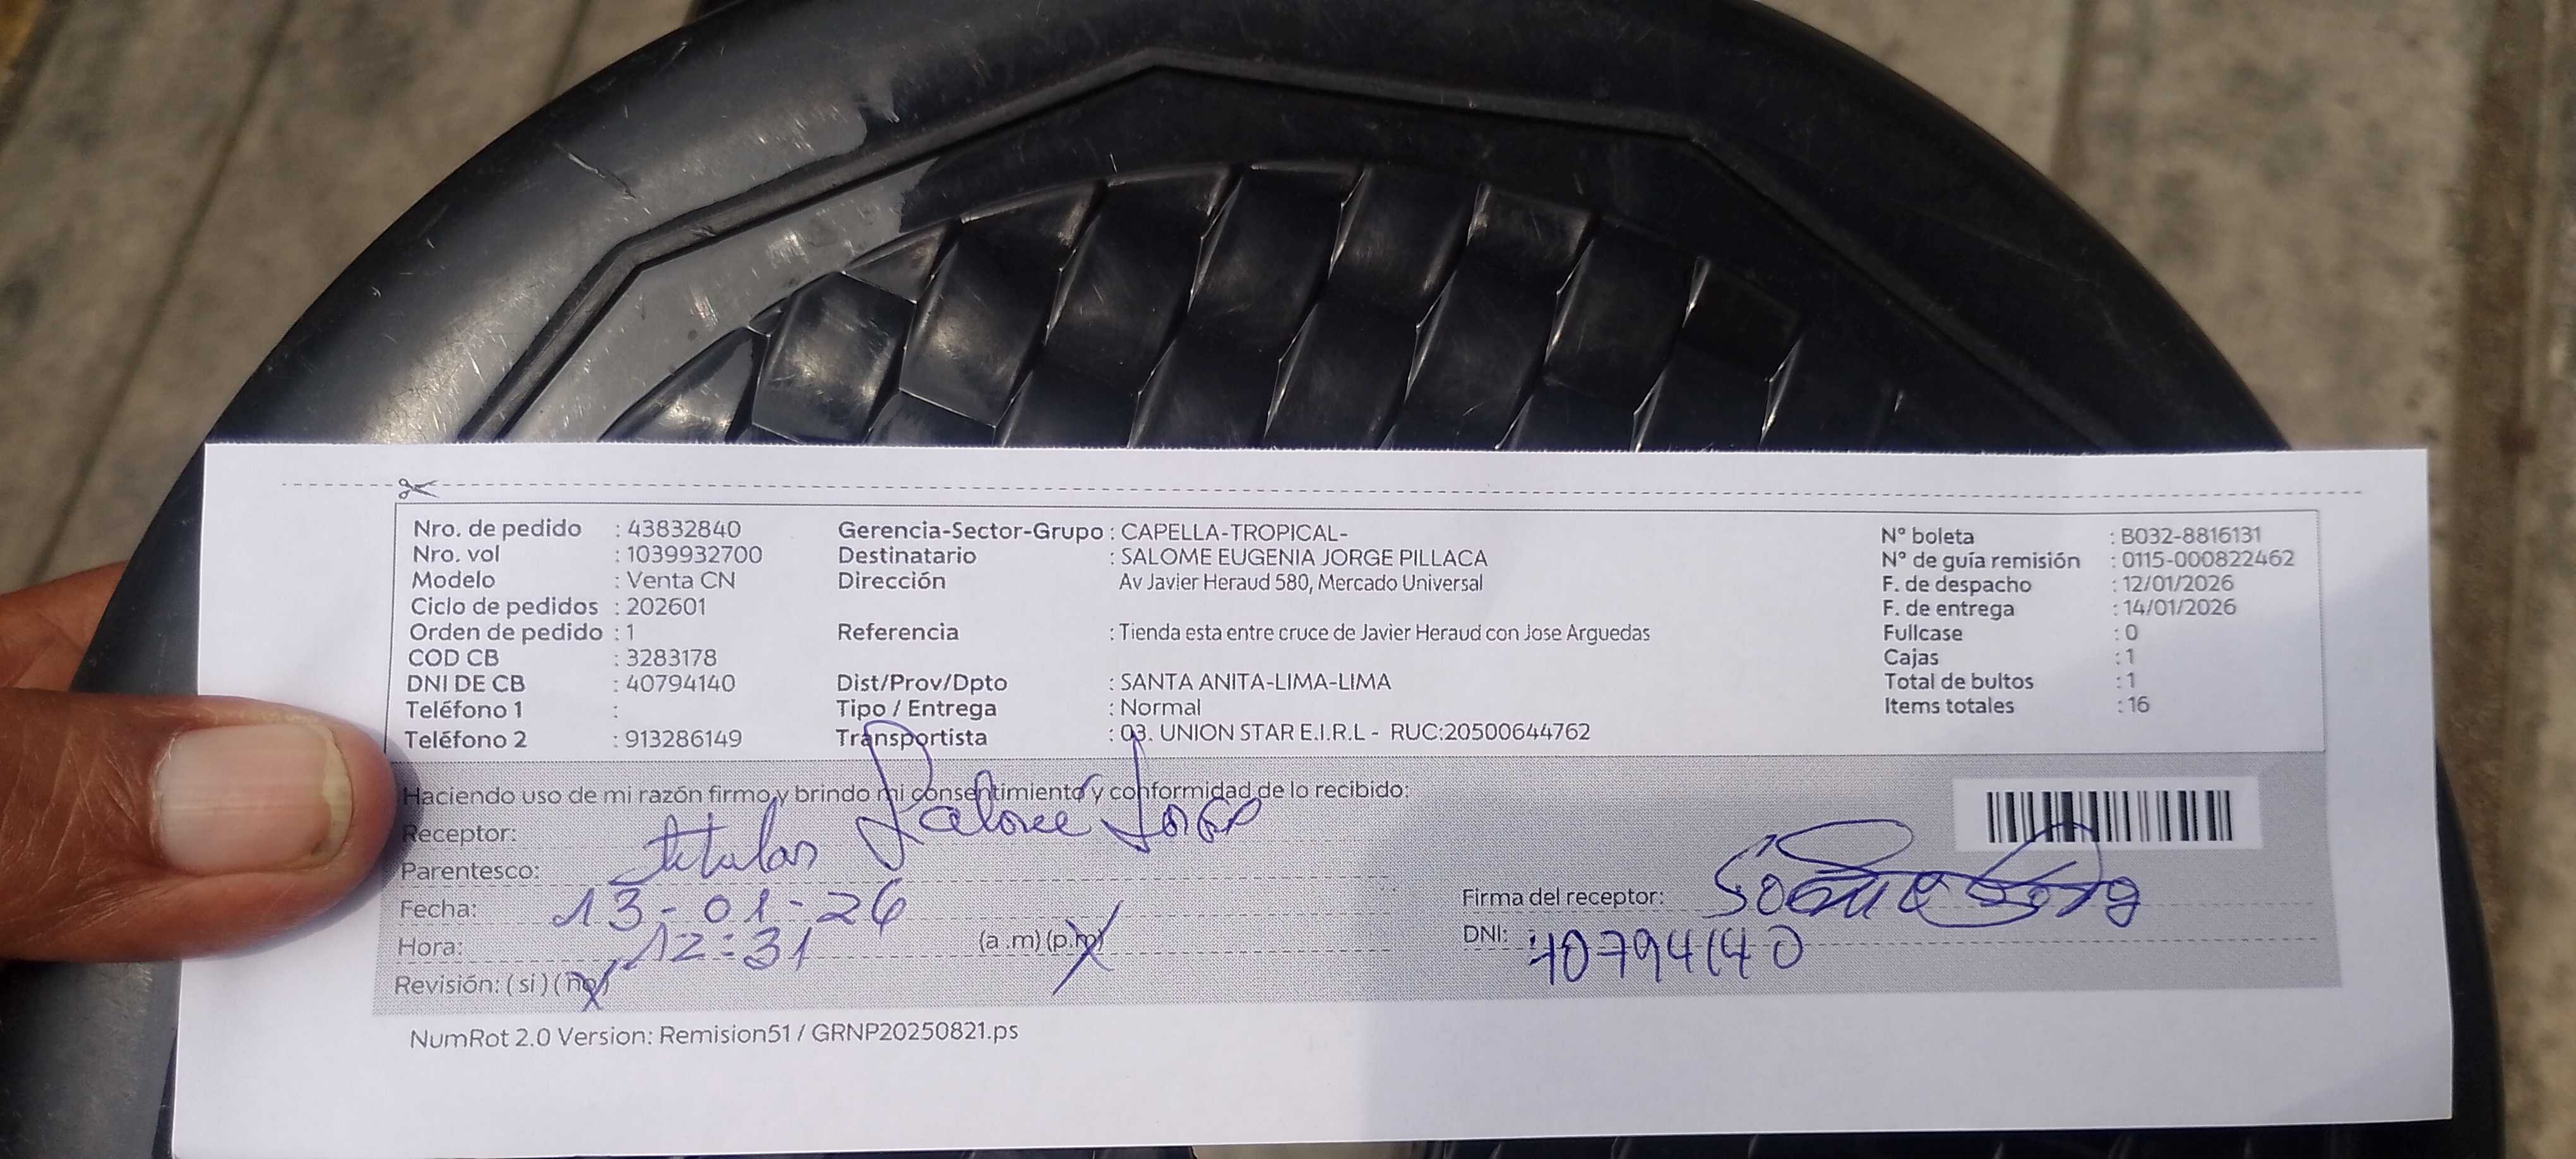 Nro. de pedido : 43832840
Nro. vol : 1039932700
Modelo : Venta CN
Ciclo de pedidos : 202601
Orden de pedido : 1
COD CB : 3283178
DNI DE CB : 40794140
Teléfono 1 :
Teléfono 2 : 913286149
Gerencia-Sector-Grupo : CAPELLA-TROPICAL-
Destinatario : SALOME EUGENIA JORGE PILLACA
Dirección Av Javier Heraud 580, Mercado Universal
Referencia : Tienda esta entre cruce de Javier Heraud con Jose Arguedas
Dist/Prov/Dpto : SANTA ANITA-LIMA-LIMA
Tipo / Entrega : Normal
Transportista : 03. UNION STAR E.I.R.L - RUC:20500644762
N° boleta : B032-8816131
N° de guía remisión : 0115-000822462
F. de despacho : 12/01/2026
F. de entrega : 14/01/2026
Fullcase : 0
Cajas : 1
Total de bultos : 1
Items totales : 16
Haciendo uso de mi razón firmo y brindo mi consentimiento y conformidad de lo recibido:
Receptor: Salome Jorge
Parentesco: titular
Fecha: 13-01-26
Hora: 12:31 (a.m) (p.m)
Revisión: ( si ) ( no )
Firma del receptor:
DNI: 40794140
NumRot 2.0 Version: Remision51 / GRNP20250821.ps